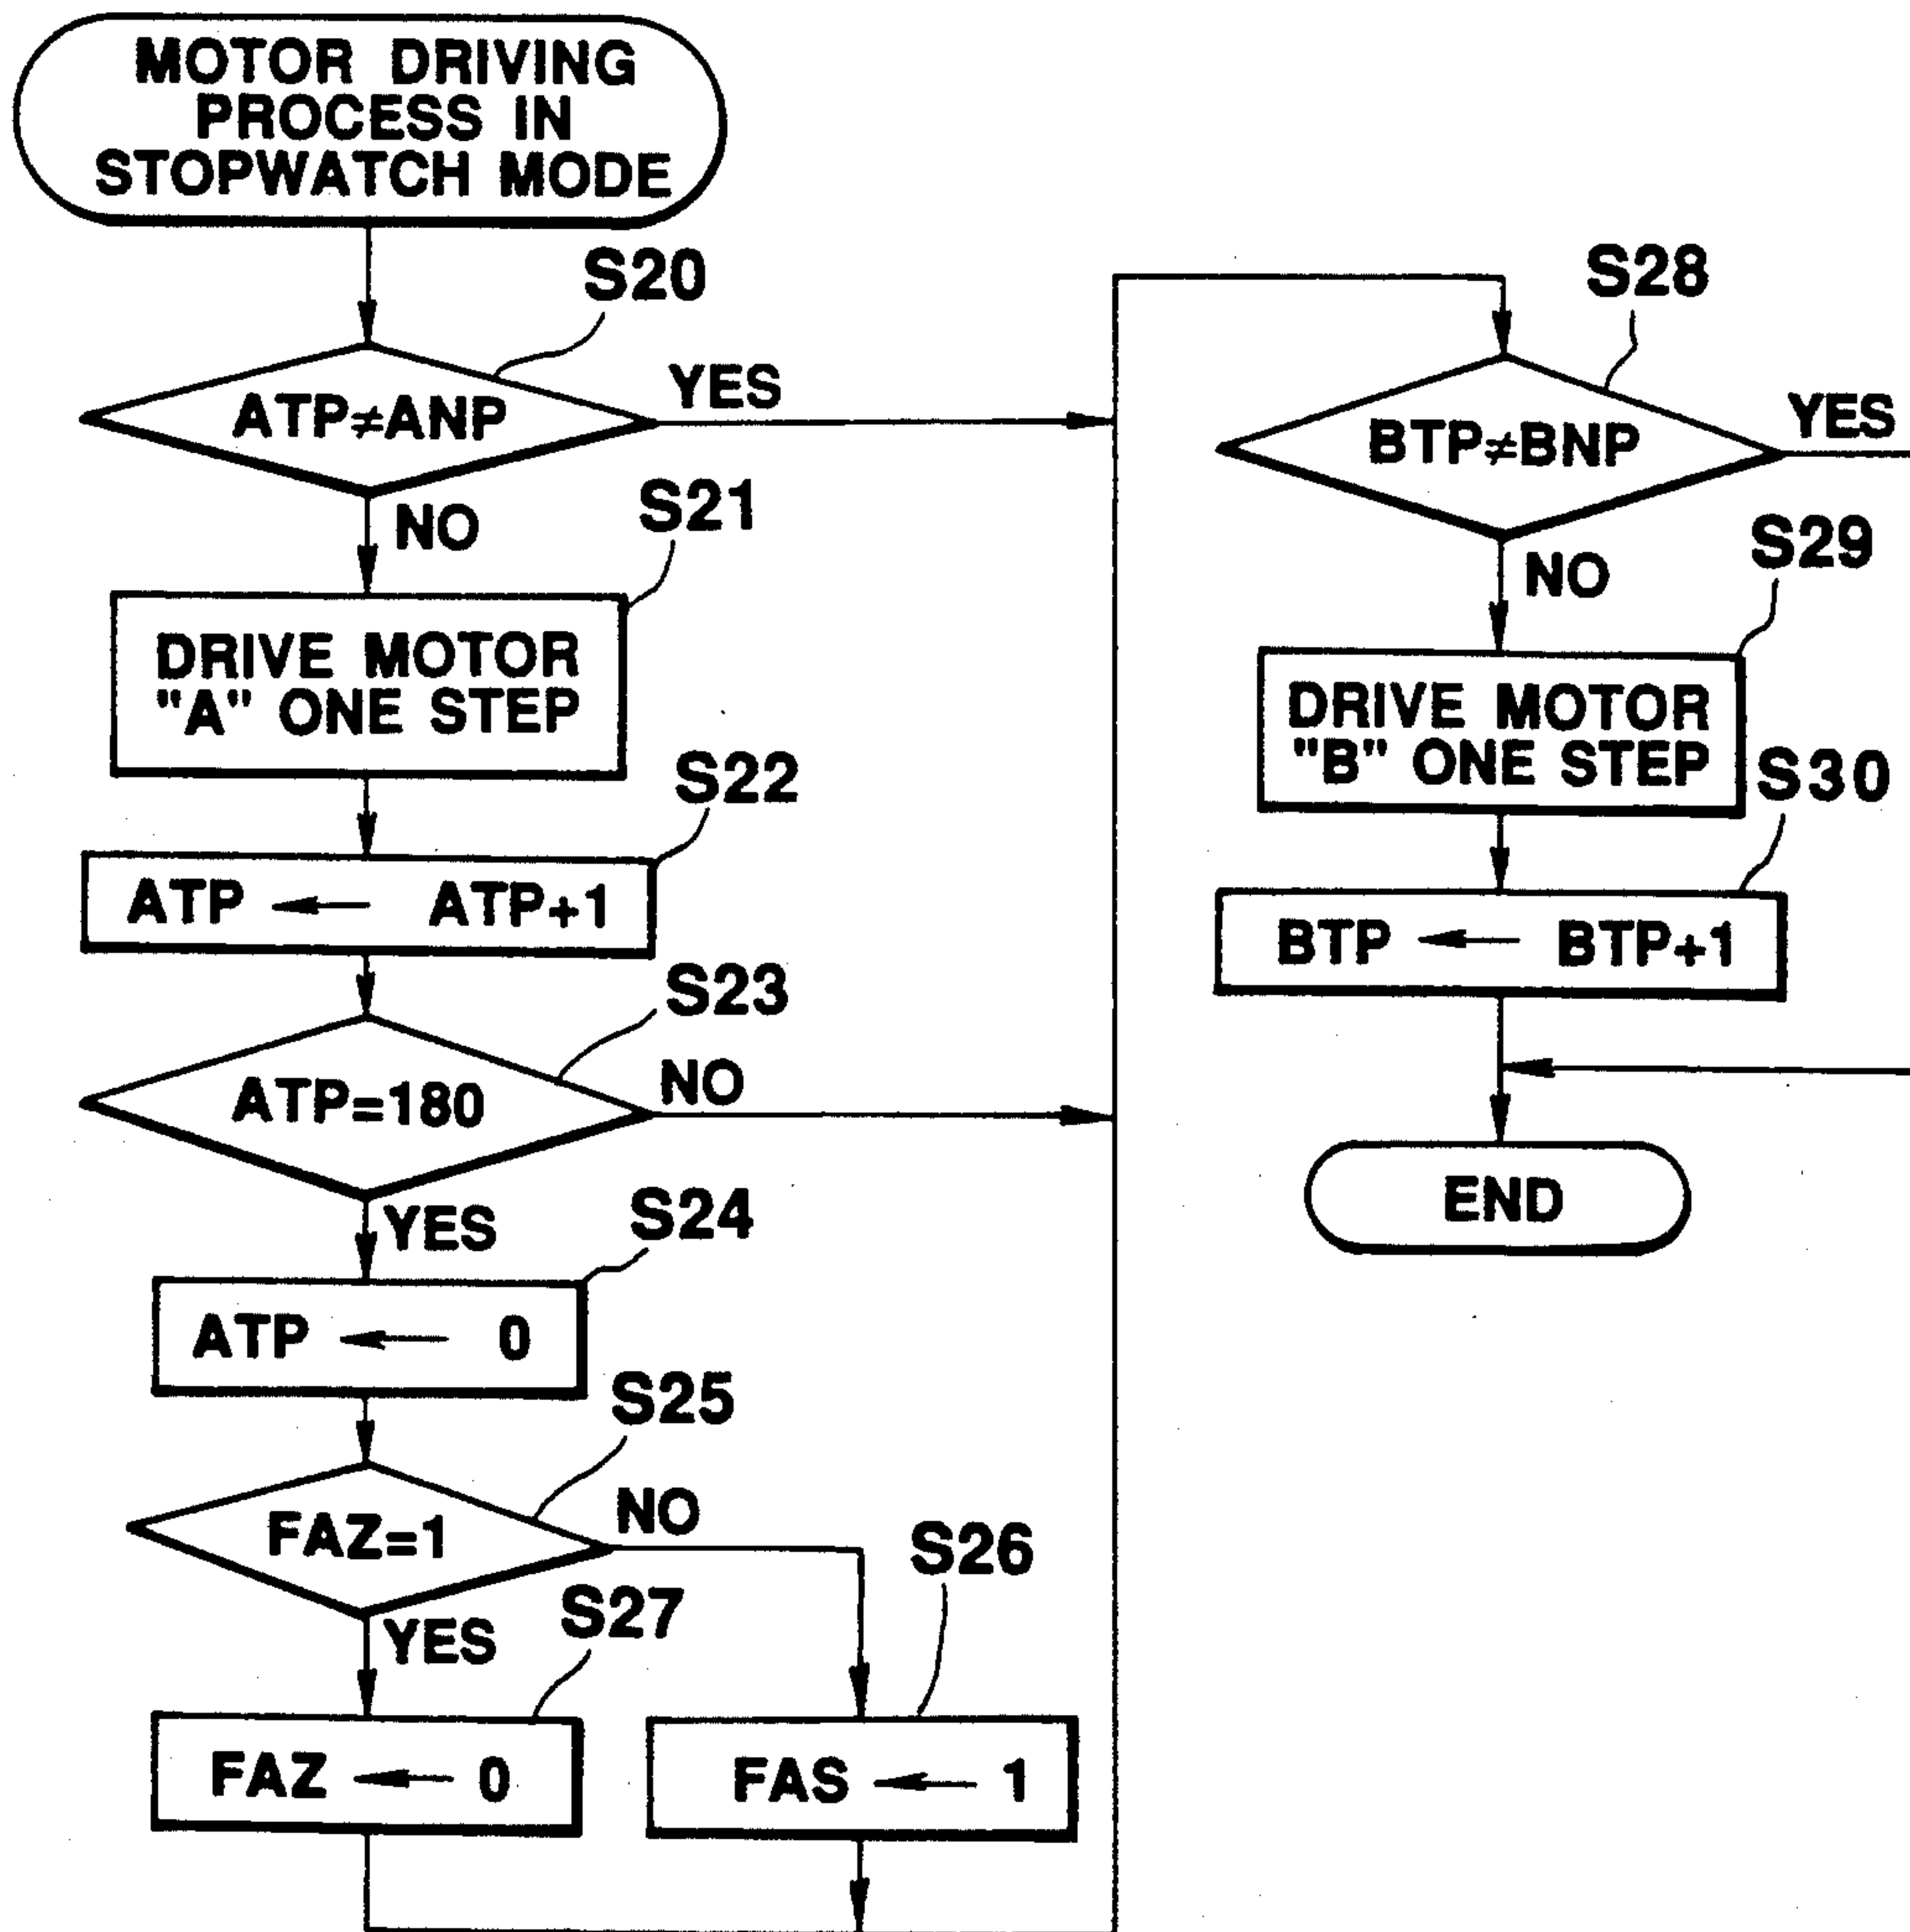 MOTOR DRIVING
PROCESS IN
STOPWATCH MODE
S20
ATP≠ANP
YES
NO
S21
DRIVE MOTOR
"A" ONE STEP
S22
ATP ← ATP+1
S23
ATP=180
NO
YES
S24
ATP ← 0
S25
FAZ=1
NO
YES
S26
S27
FAZ ← 0
FAS ← 1
S28
BTP≠BNP
YES
NO
S29
DRIVE MOTOR
"B" ONE STEP
S30
BTP ← BTP+1
END